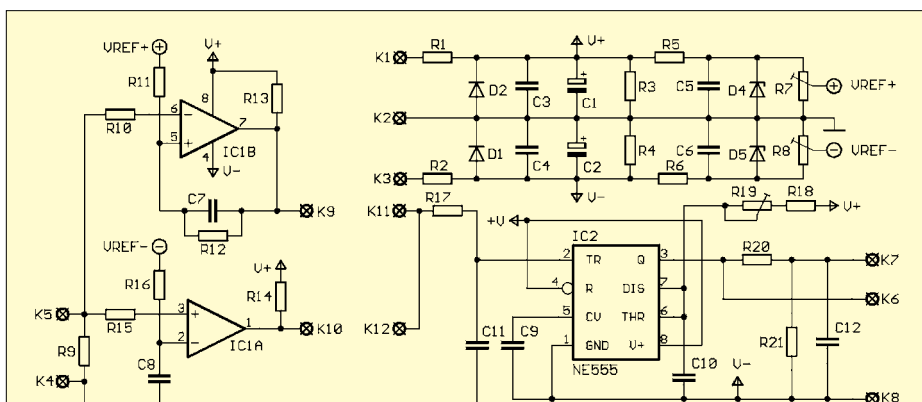 VREF+
V+
R11
R13
8
6
7
R10
5
IC1B
4
V-
C7
K9
R12
VREF-
V+
R16
R14
K5
3
1
K10
R15
2
IC1A
R9
C8
K4
K1
R1
V+
R5
D2
C3
C1
R3
C5
D4
R7
VREF+
K2
D1
C4
C2
R4
C6
D5
R8
VREF-
K3
R2
R6
V-
K11
R17
R19
R18
V+
+V
IC2
2
TR
Q
3
R20
K7
4
R
DIS
7
K6
5
CV
THR
6
K12
C11
C9
1
GND
V+
8
R21
C12
NE555
C10
V-
K8